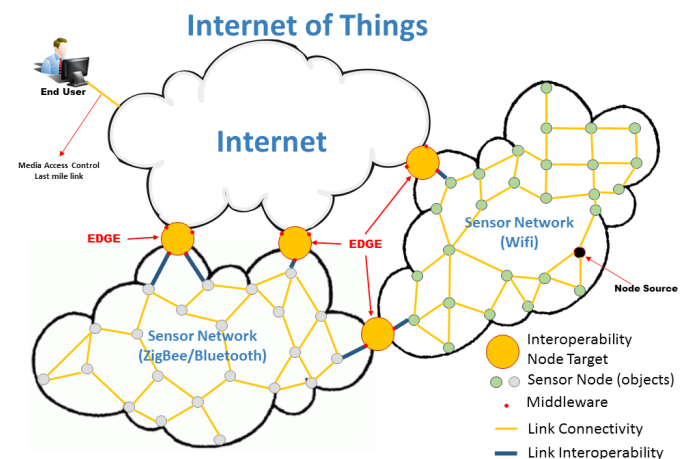 Internet of Things
End User
Media Access Control
Last mile link
Internet
EDGE
EDGE
Sensor Network
(Wifi)
Node Source
Sensor Network
(ZigBee/Bluetooth)
Interoperability
Node Target
Sensor Node (objects)
Middleware
Link Connectivity
Link Interoperability